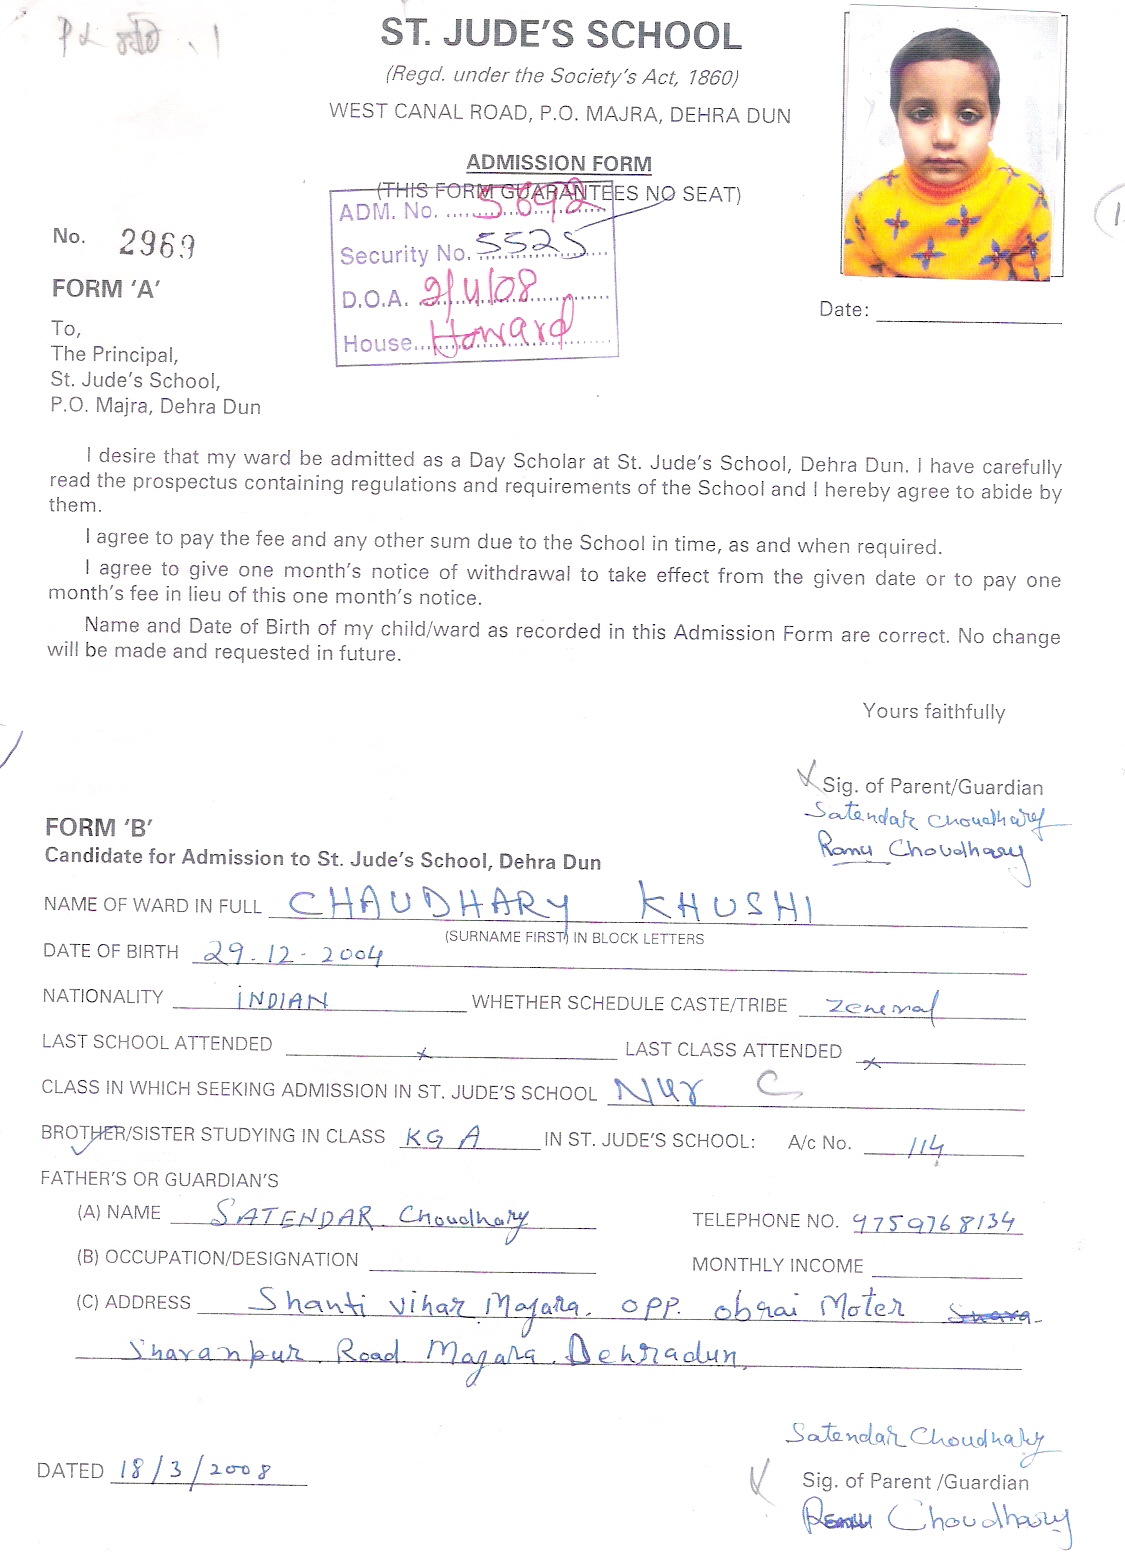 ST. JUDE'S SCHOOL
(Regd. under the Society's Act, 1860)
WEST CANAL ROAD, P.O. MAJRA, DEHRA DUN
ADMISSION FORM
(THIS FORM GUARANTEES NO SEAT)
ADM. No. 5692
Security No. 5525
D.O.A. 2/4/08
House Howard
No. 2969
FORM 'A'
To,
The Principal,
St. Jude's School,
P.O. Majra, Dehra Dun
Date:
I desire that my ward be admitted as a Day Scholar at St. Jude's School, Dehra Dun. I have carefully
read the prospectus containing regulations and requirements of the School and I hereby agree to abide by
them.
I agree to pay the fee and any other sum due to the School in time, as and when required.
I agree to give one month's notice of withdrawal to take effect from the given date or to pay one
month's fee in lieu of this one month's notice.
Name and Date of Birth of my child/ward as recorded in this Admission Form are correct. No change
will be made and requested in future.
Yours faithfully
Sig. of Parent/Guardian
Satendar Choudhary
Ramu Choudhary
FORM 'B'
Candidate for Admission to St. Jude's School, Dehra Dun
NAME OF WARD IN FULL CHAUDHARY KHUSHI
(SURNAME FIRST) IN BLOCK LETTERS
DATE OF BIRTH 29.12.2004
NATIONALITY INDIAN WHETHER SCHEDULE CASTE/TRIBE Zeneral
LAST SCHOOL ATTENDED x LAST CLASS ATTENDED x
CLASS IN WHICH SEEKING ADMISSION IN ST. JUDE'S SCHOOL Nur C
BROTHER/SISTER STUDYING IN CLASS KG A IN ST. JUDE'S SCHOOL: A/c No. 114
FATHER'S OR GUARDIAN'S
(A) NAME SATENDAR Choudhary TELEPHONE NO. 9759768134
(B) OCCUPATION/DESIGNATION MONTHLY INCOME
(C) ADDRESS Shanti vihar Majara. OPP. obrai Moter
Sharanpur Road Majara. Dehradun.
Satendar Choudhary
DATED 18/3/2008
Sig. of Parent /Guardian
Choudhary